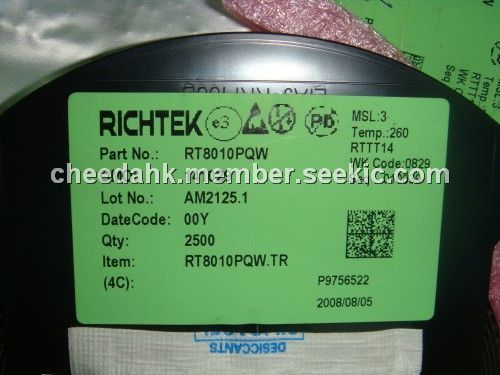 RICHTEK e3 Pb
MSL:3
Temp.:260
RTTT14
WK Code:0829
Part No.: RT8010PQW
cheedahk.member.seekic.com
Lot No.: AM2125.1
DateCode: 00Y
Qty: 2500
Item: RT8010PQW.TR
(4C):
P9756522
2008/08/05
DESICCANTS